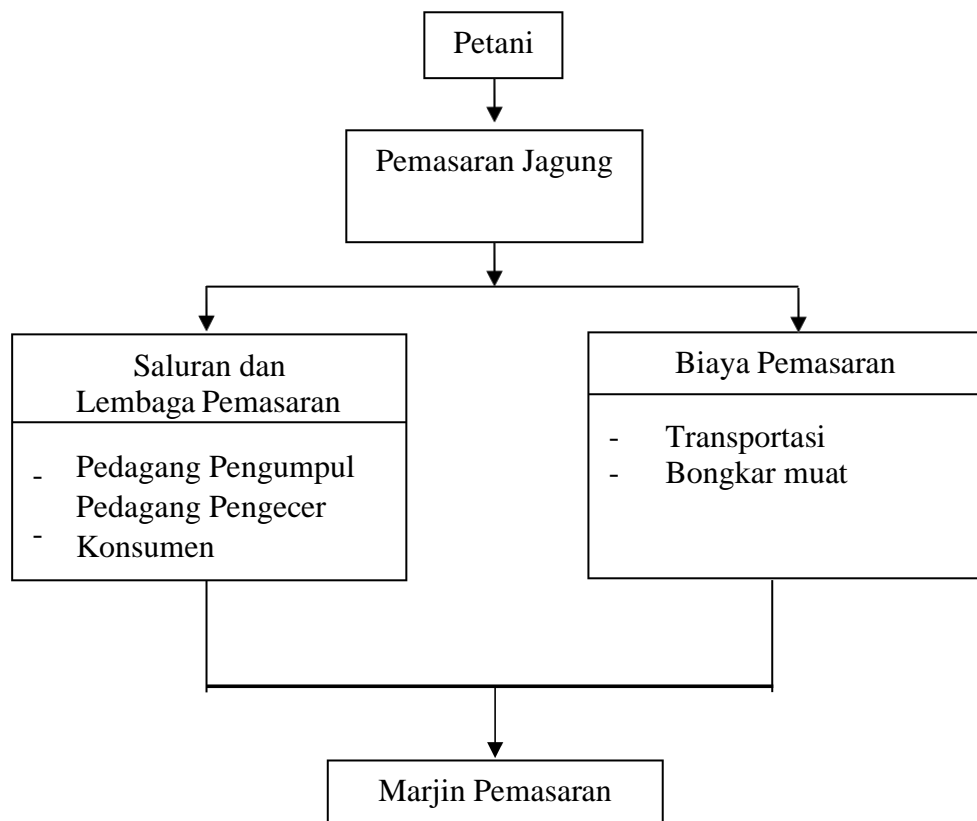 Petani
Pemasaran Jagung
Saluran dan
Lembaga Pemasaran
- Pedagang Pengumpul
Pedagang Pengecer
- Konsumen
Biaya Pemasaran
- Transportasi
- Bongkar muat
Marjin Pemasaran